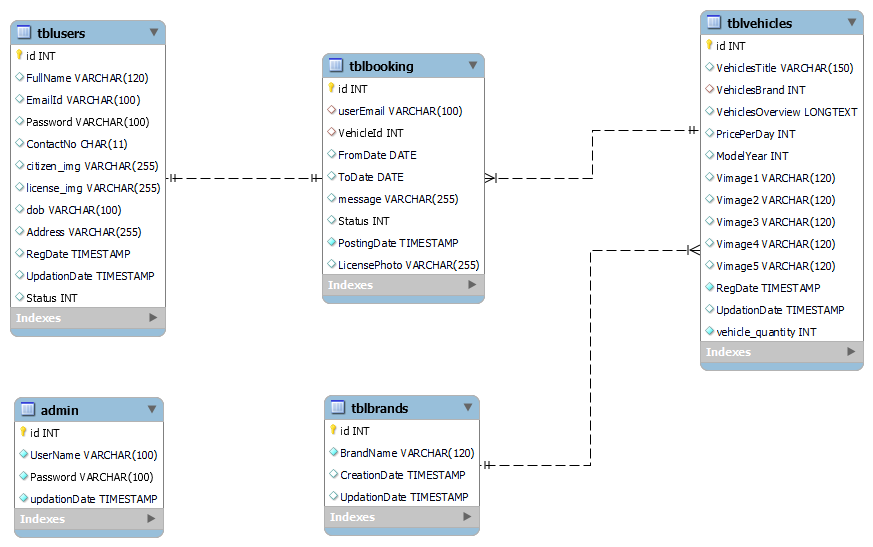 tblusers
id INT
FullName VARCHAR(120)
EmailId VARCHAR(100)
Password VARCHAR(100)
ContactNo CHAR(11)
citizen_img VARCHAR(255)
license_img VARCHAR(255)
dob VARCHAR(100)
Address VARCHAR(255)
RegDate TIMESTAMP
UpdationDate TIMESTAMP
Status INT
Indexes
tblbooking
id INT
userEmail VARCHAR(100)
VehicleId INT
FromDate DATE
ToDate DATE
message VARCHAR(255)
Status INT
PostingDate TIMESTAMP
LicensePhoto VARCHAR(255)
Indexes
tblvehicles
id INT
VehiclesTitle VARCHAR(150)
VehiclesBrand INT
VehiclesOverview LONGTEXT
PricePerDay INT
ModelYear INT
Vimage1 VARCHAR(120)
Vimage2 VARCHAR(120)
Vimage3 VARCHAR(120)
Vimage4 VARCHAR(120)
Vimage5 VARCHAR(120)
RegDate TIMESTAMP
UpdationDate TIMESTAMP
vehicle_quantity INT
Indexes
admin
id INT
UserName VARCHAR(100)
Password VARCHAR(100)
updationDate TIMESTAMP
Indexes
tblbrands
id INT
BrandName VARCHAR(120)
CreationDate TIMESTAMP
UpdationDate TIMESTAMP
Indexes